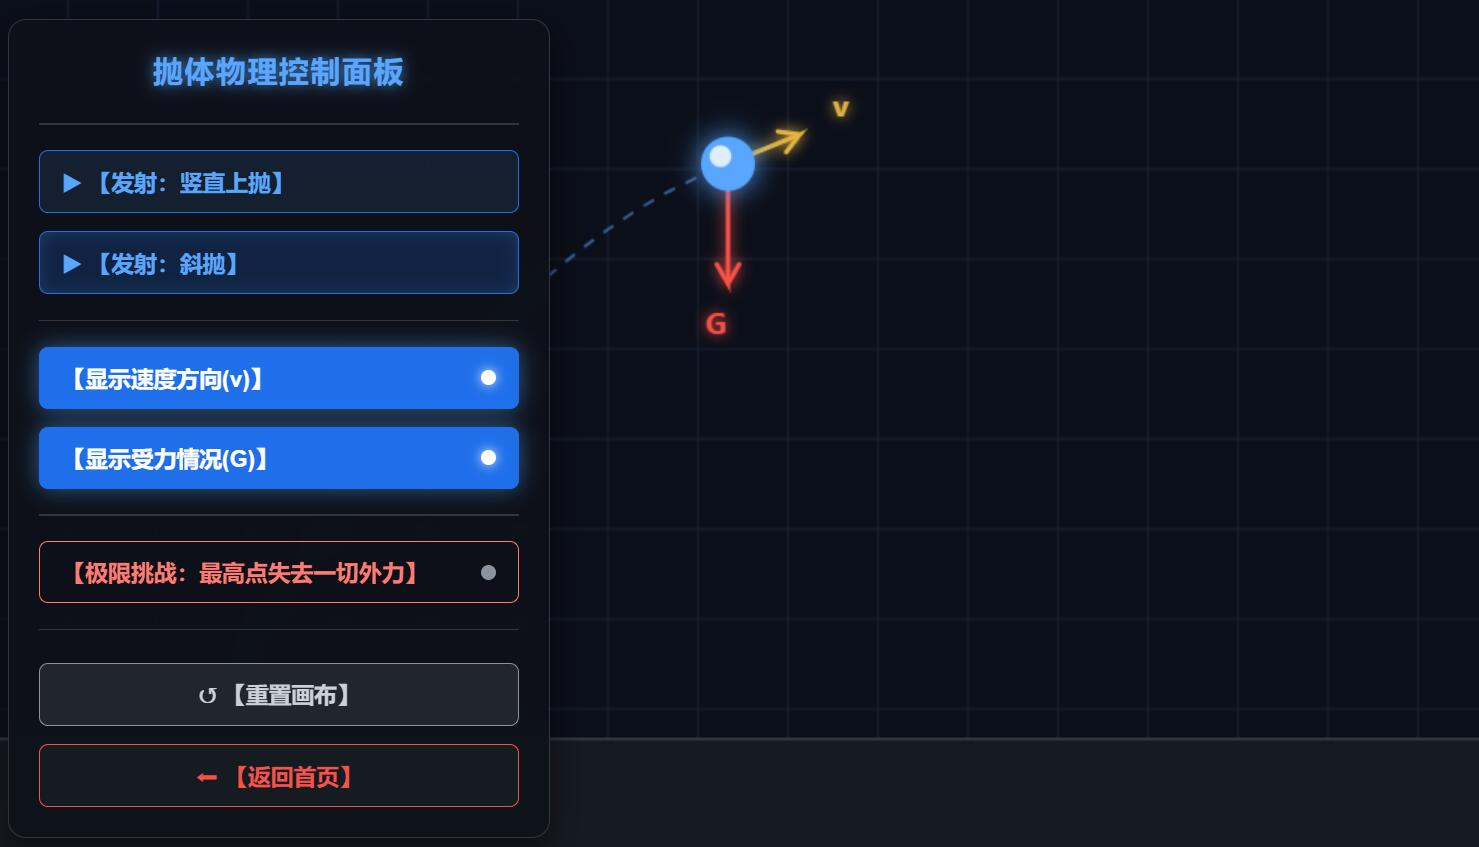 抛体物理控制面板
▶ 【发射：竖直上抛】
▶ 【发射：斜抛】
【显示速度方向(v)】
【显示受力情况(G)】
【极限挑战：最高点失去一切外力】
↺ 【重置画布】
⬅ 【返回首页】
v
G